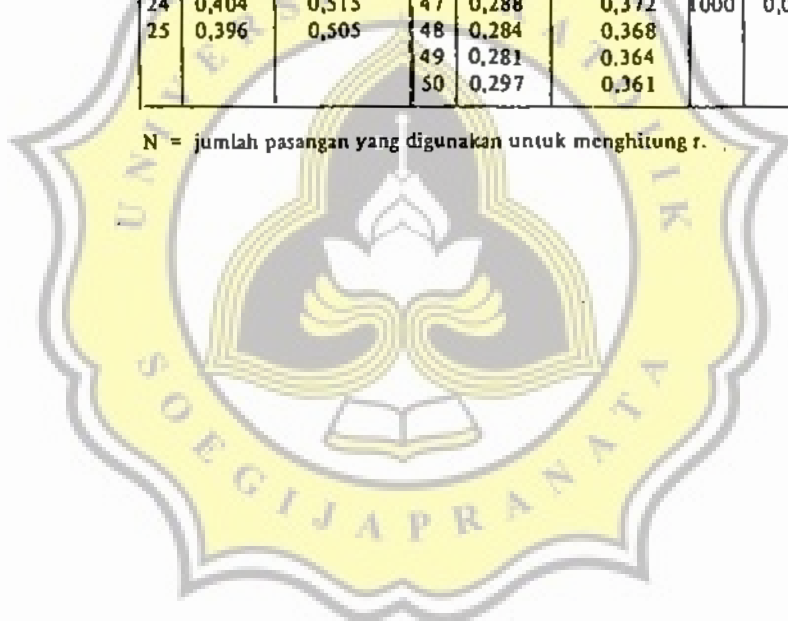 24 0,404 0,515 47 0,288 0,372 1000 0,0
25 0,396 0,505 48 0,284 0,368
49 0,281 0,364
50 0,297 0,361
N = jumlah pasangan yang digunakan untuk menghitung r.
UNIVERSITAS KATOLIK
SOEGIJAPRANATA